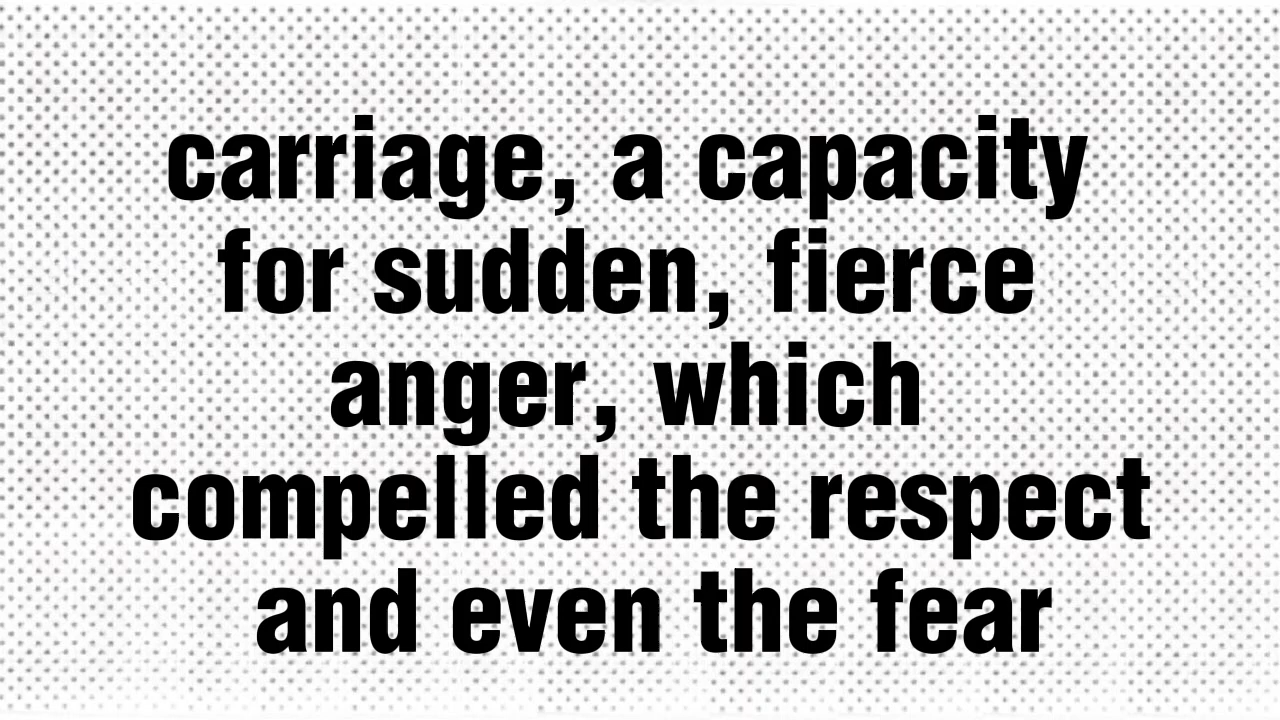 carriage, a capacity
for sudden, fierce
anger, which
compelled the respect
and even the fear